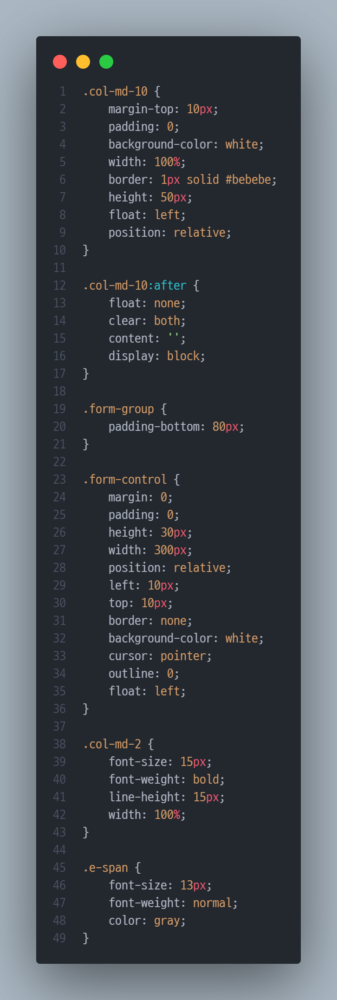 1 .col-md-10 {
2     margin-top: 10px;
3     padding: 0;
4     background-color: white;
5     width: 100%;
6     border: 1px solid #bebebe;
7     height: 50px;
8     float: left;
9     position: relative;
10 }
11
12 .col-md-10:after {
13     float: none;
14     clear: both;
15     content: '';
16     display: block;
17 }
18
19 .form-group {
20     padding-bottom: 80px;
21 }
22
23 .form-control {
24     margin: 0;
25     padding: 0;
26     height: 30px;
27     width: 300px;
28     position: relative;
29     left: 10px;
30     top: 10px;
31     border: none;
32     background-color: white;
33     cursor: pointer;
34     outline: 0;
35     float: left;
36 }
37
38 .col-md-2 {
39     font-size: 15px;
40     font-weight: bold;
41     line-height: 15px;
42     width: 100%;
43 }
44
45 .e-span {
46     font-size: 13px;
47     font-weight: normal;
48     color: gray;
49 }